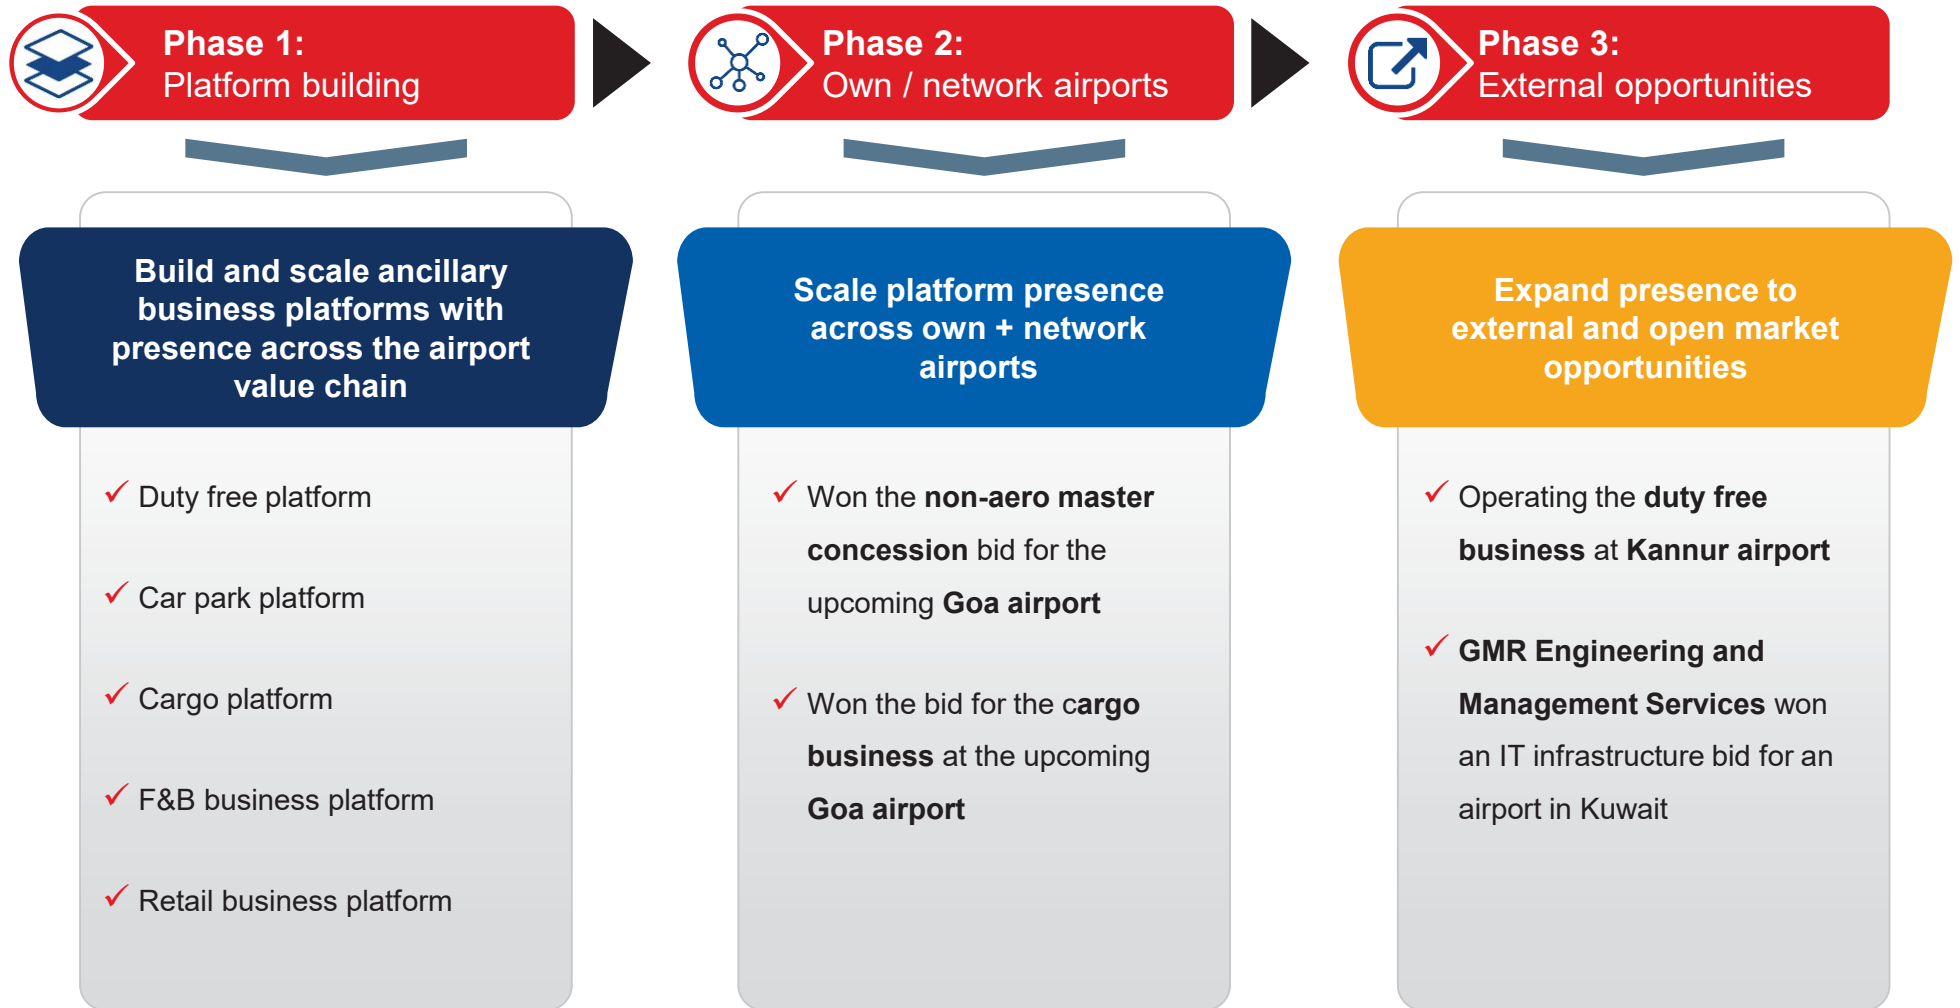 Phase 1:
Platform building
Build and scale ancillary
business platforms with
presence across the airport
value chain
Duty free platform
Car park platform
Cargo platform
F&B business platform
Retail business platform
Phase 2:
Own / network airports
Scale platform presence
across own + network
airports
Won the non-aero master
concession bid for the
upcoming Goa airport
Won the bid for the cargo
business at the upcoming
Goa airport
Phase 3:
External opportunities
Expand presence to
external and open market
opportunities
Operating the duty free
business at Kannur airport
GMR Engineering and
Management Services won
an IT infrastructure bid for an
airport in Kuwait